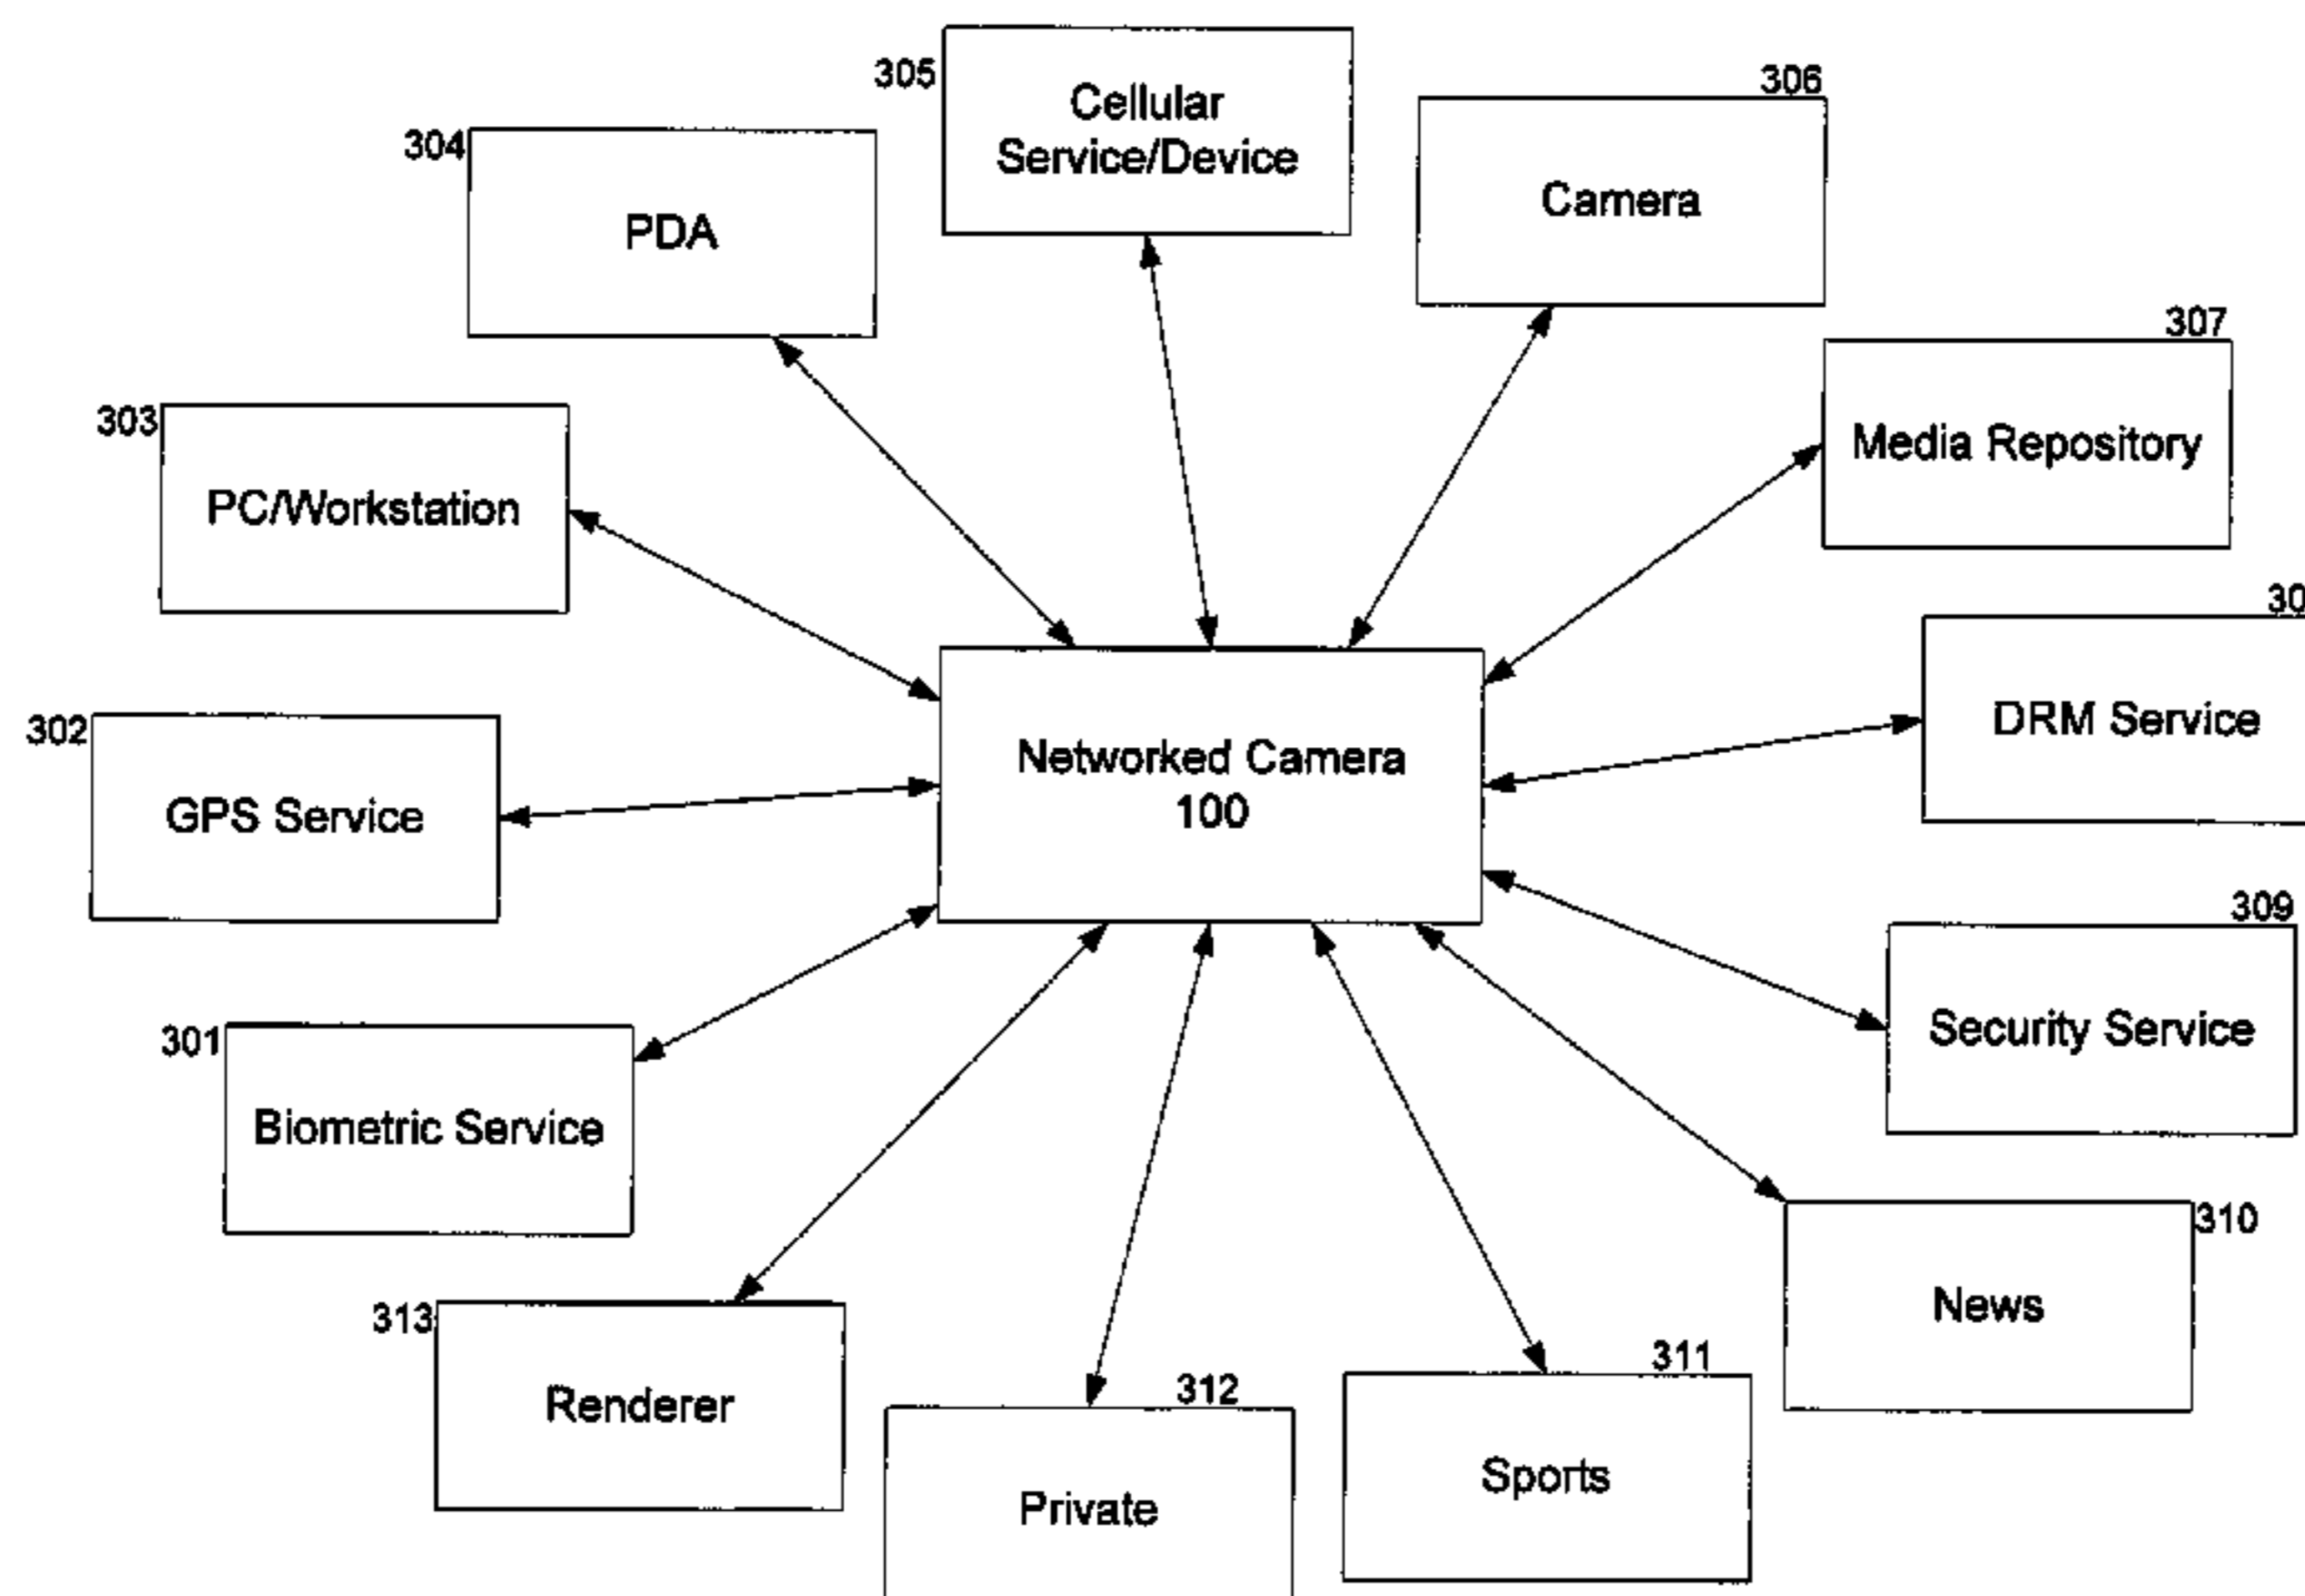 305
Cellular
Service/Device
306
Camera
304
PDA
307
Media Repository
303
PC/Workstation
30
DRM Service
302
GPS Service
Networked Camera
100
309
Security Service
301
Biometric Service
310
News
313
Renderer
312
Private
311
Sports